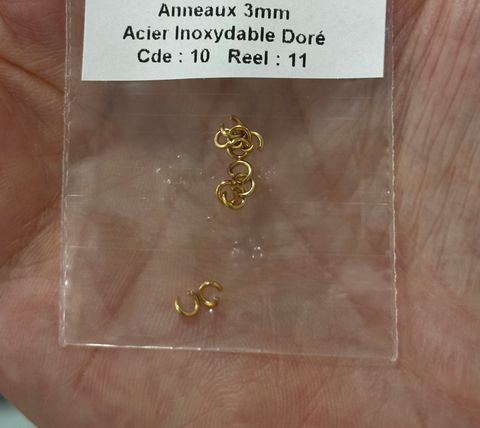 Anneaux 3mm
Acier Inoxydable Doré
Cde : 10 Reel : 11